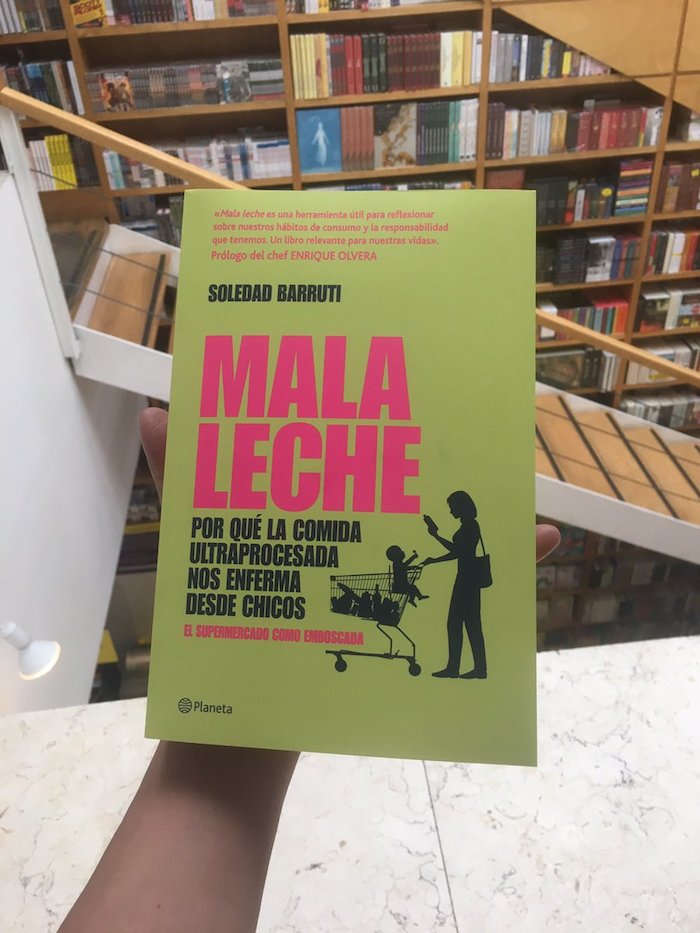 «Mala leche es una herramienta útil para reflexionar
sobre nuestros hábitos de consumo y la responsabilidad
que tenemos. Un libro relevante para nuestras vidas».
Prólogo del chef ENRIQUE OLVERA
SOLEDAD BARRUTI
MALA
LECHE
POR QUÉ LA COMIDA
ULTRAPROCESADA
NOS ENFERMA
DESDE CHICOS
EL SUPERMERCADO COMO EMBOSCADA
Planeta